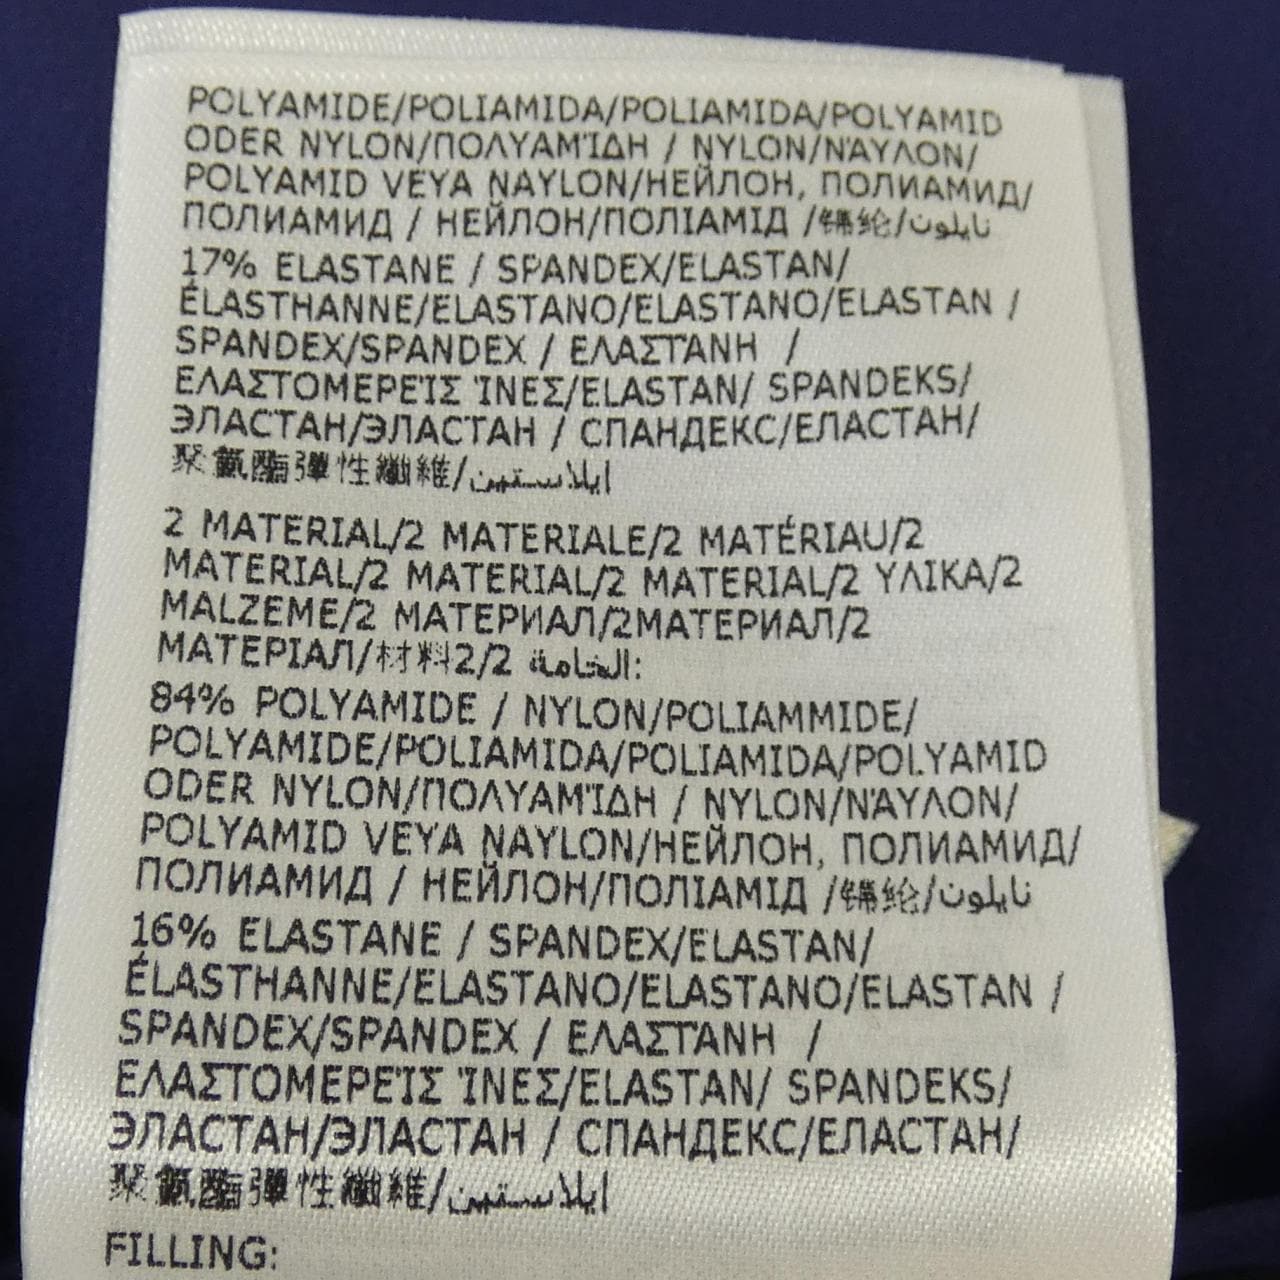 POLYAMIDE/POLIAMIDA/POLIAMIDA/POLYAMID
ODER NYLON/ΠΟΛΥΑΜΊΔΗ / NYLON/ΝΆΥΛΟΝ/
POLYAMID VEYA NAYLON/НЕЙЛОН, ПОЛИАМИД/
ПОЛИАМИД / НЕЙЛОН/ПОЛІАМІД /锦纶/نايلون
17% ELASTANE / SPANDEX/ELASTAN/
ÉLASTHANNE/ELASTANO/ELASTANO/ELASTAN /
SPANDEX/SPANDEX / ΕΛΑΣΤΆΝΗ /
ΕΛΑΣΤΟΜΕΡΕΊΣ ΊΝΕΣ/ELASTAN/ SPANDEKS/
ЭЛАСТАН/ЭЛАСТАН / СПАНДЕКС/ЕЛАСТАН/
聚氨酯彈性纖維/ايلاستين
2 MATERIAL/2 MATERIALE/2 MATÉRIAU/2
MATERIAL/2 MATERIAL/2 MATERIAL/2 ΥΛΙΚΑ/2
MALZEME/2 МАТЕРИАЛ/2МАТЕРИАЛ/2
МАТЕРІАЛ/材料2/2 الخامة:
84% POLYAMIDE / NYLON/POLIAMMIDE/
POLYAMIDE/POLIAMIDA/POLIAMIDA/POLYAMID
ODER NYLON/ΠΟΛΥΑΜΊΔΗ / NYLON/ΝΆΥΛΟΝ/
POLYAMID VEYA NAYLON/НЕЙЛОН, ПОЛИАМИД/
ПОЛИАМИД / НЕЙЛОН/ПОЛІАМІД /锦纶/نايلون
16% ELASTANE / SPANDEX/ELASTAN/
ÉLASTHANNE/ELASTANO/ELASTANO/ELASTAN /
SPANDEX/SPANDEX / ΕΛΑΣΤΆΝΗ /
ΕΛΑΣΤΟΜΕΡΕΊΣ ΊΝΕΣ/ELASTAN/ SPANDEKS/
ЭЛАСТАН/ЭЛАСТАН / СПАНДЕКС/ЕЛАСТАН/
聚氨酯彈性纖維/ايلاستين
FILLING: